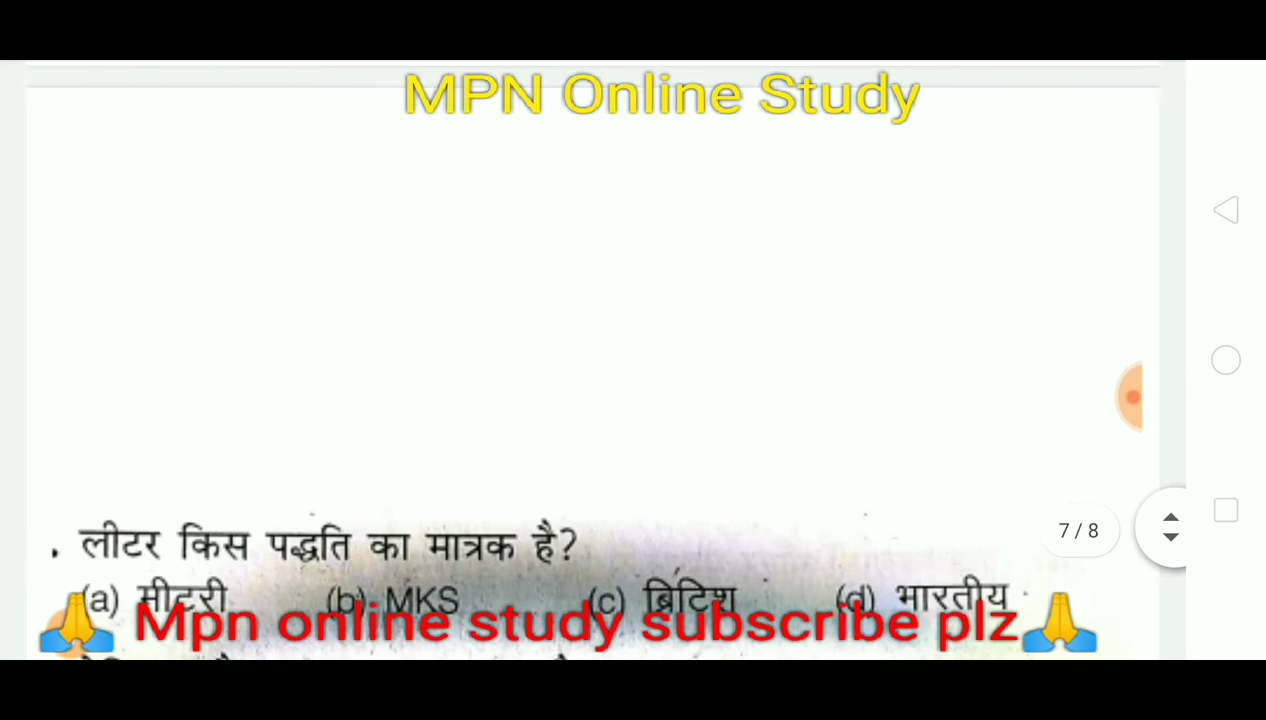 MPN Online Study
. लीटर किस पद्धति का मात्रक है?
7 / 8
(a) मीटरी (b) MKS (c) ब्रिटिश (d) भारतीय
🙏 Mpn online study subscribe plz 🙏